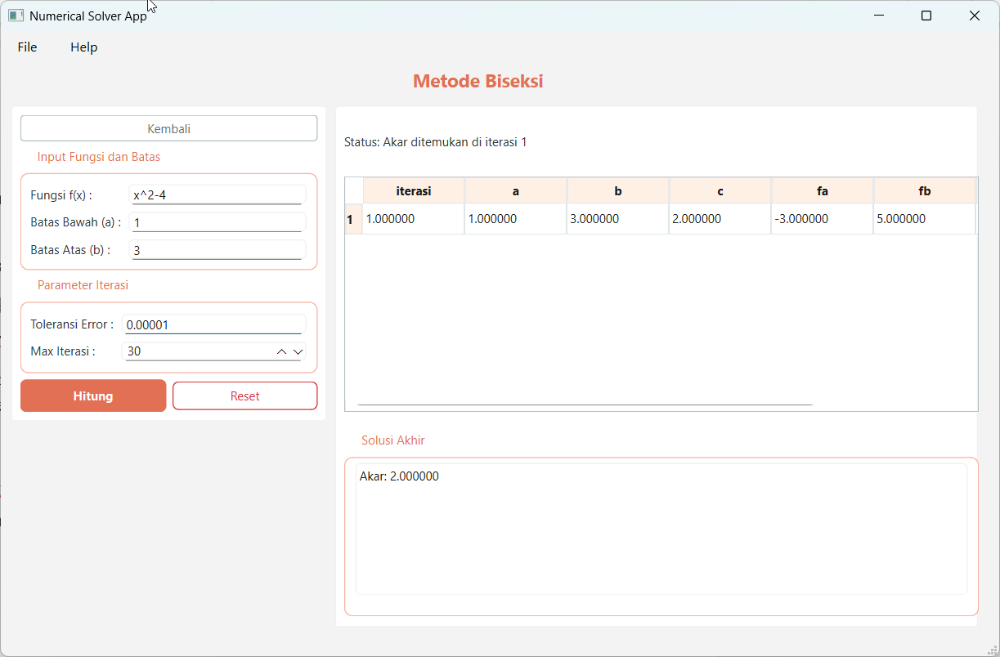 Numerical Solver App
File Help
Metode Biseksi
Kembali
Input Fungsi dan Batas
Fungsi f(x) : x^2-4
Batas Bawah (a) : 1
Batas Atas (b) : 3
Parameter Iterasi
Toleransi Error : 0.00001
Max Iterasi : 30
Hitung Reset
Status: Akar ditemukan di iterasi 1
iterasi a b c fa fb
1 1.000000 1.000000 3.000000 2.000000 -3.000000 5.000000
Solusi Akhir
Akar: 2.000000